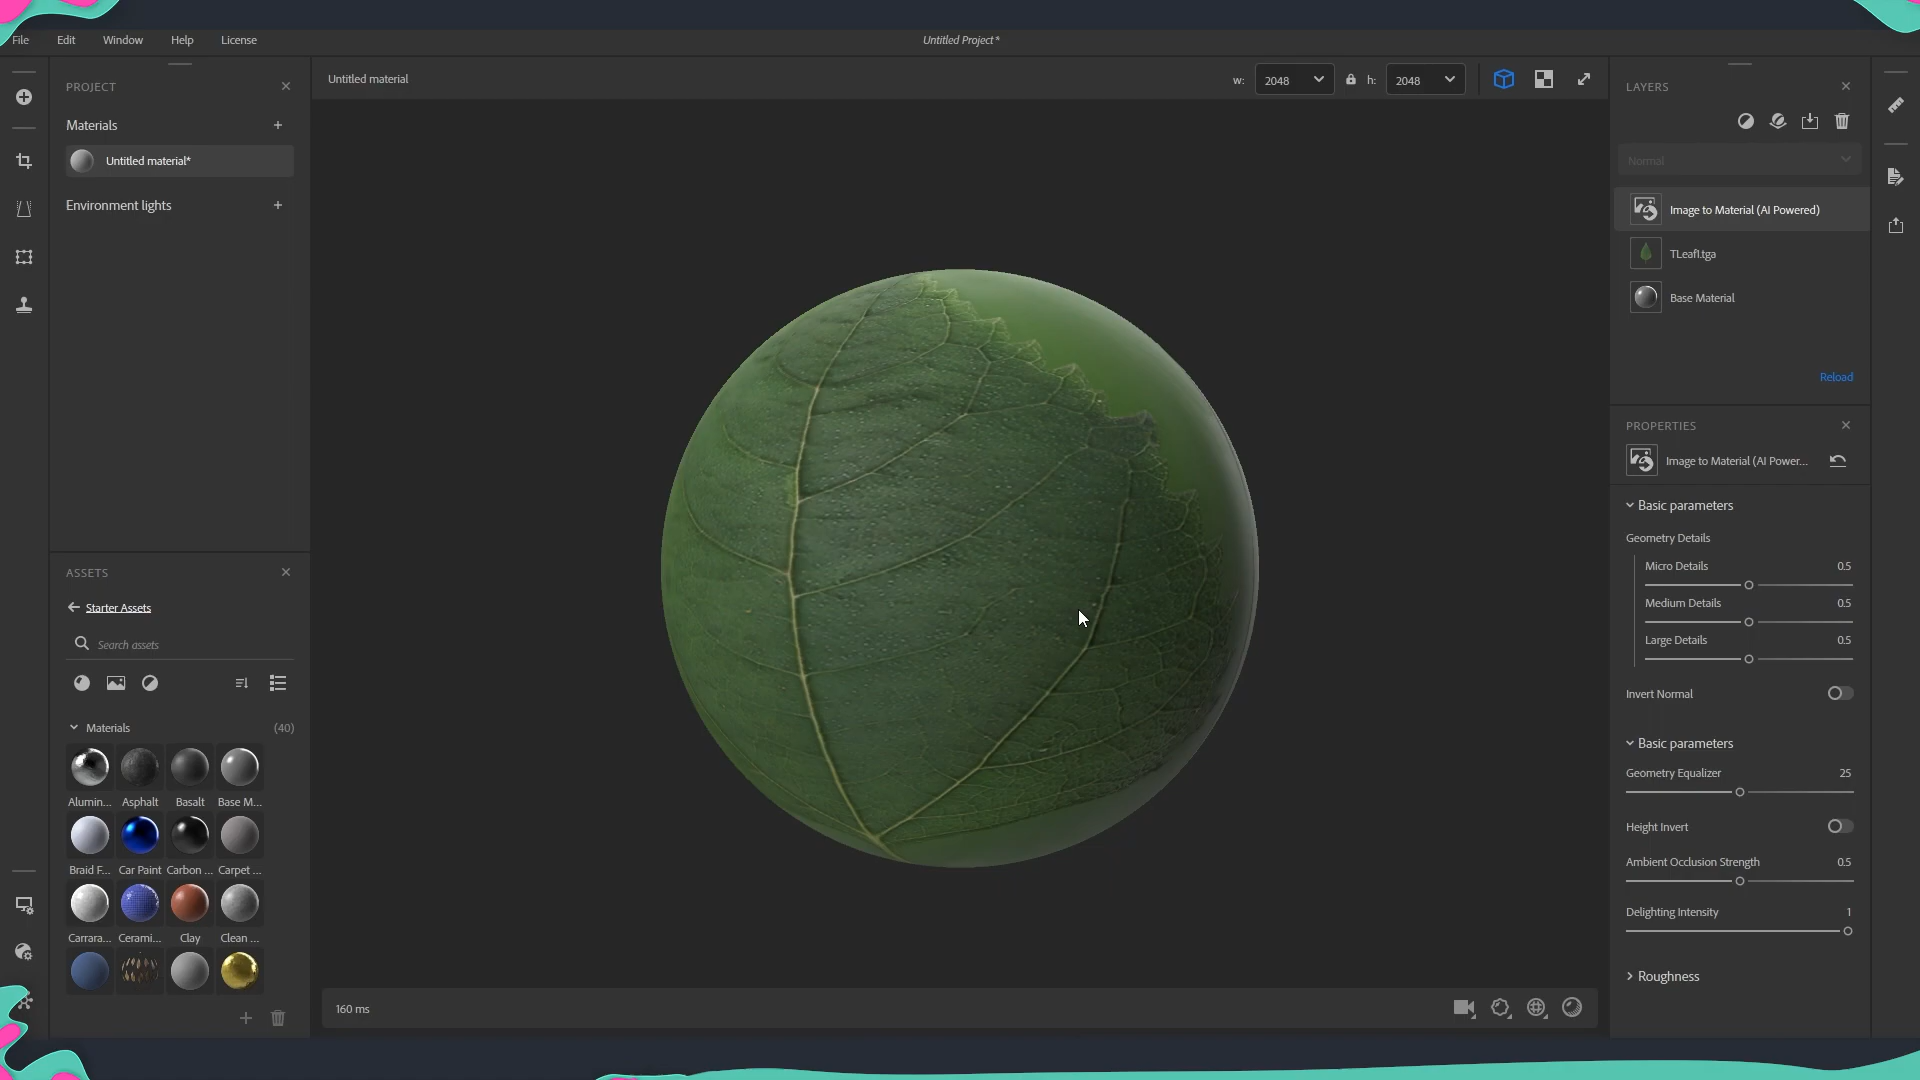 File Edit Window Help License
Untitled Project*
PROJECT
Materials
Untitled material*
Environment lights
ASSETS
Starter Assets
Search assets
Materials (40)
Alumin... Asphalt Basalt Base M...
Braid F... Car Paint Carbon ... Carpet ...
Carrara... Cerami... Clay Clean ...
Untitled material
w: 2048 h: 2048
160 ms
LAYERS
Normal
Image to Material (AI Powered)
TLeaf1.tga
Base Material
Reload
PROPERTIES
Image to Material (AI Power...
Basic parameters
Geometry Details
Micro Details 0.5
Medium Details 0.5
Large Details 0.5
Invert Normal
Basic parameters
Geometry Equalizer 25
Height Invert
Ambient Occlusion Strength 0.5
Delighting Intensity 1
Roughness